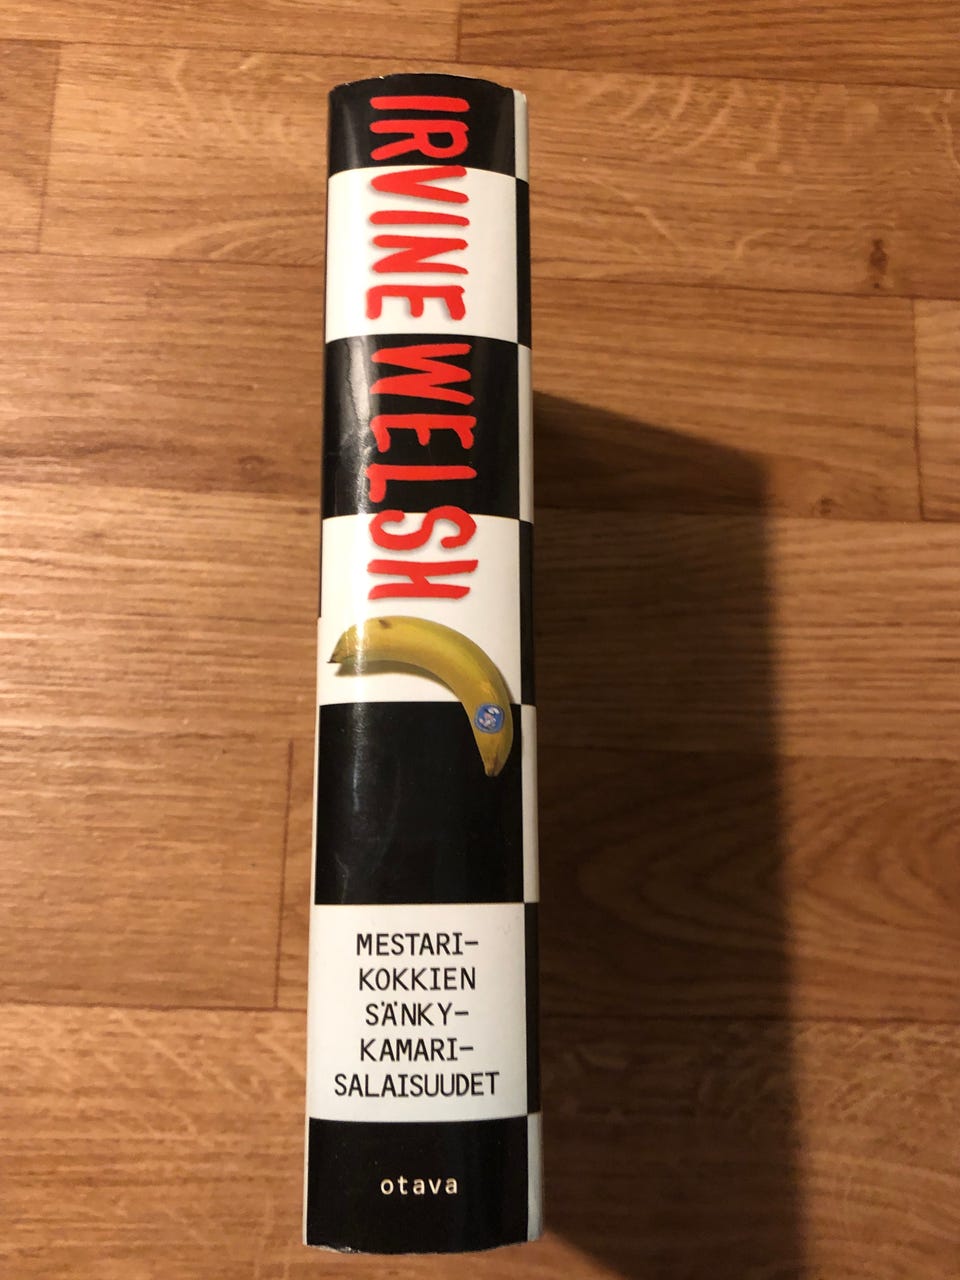 IRVINE WELSH
MESTARI-
KOKKIEN
SÄNKY-
KAMARI-
SALAISUUDET
otava